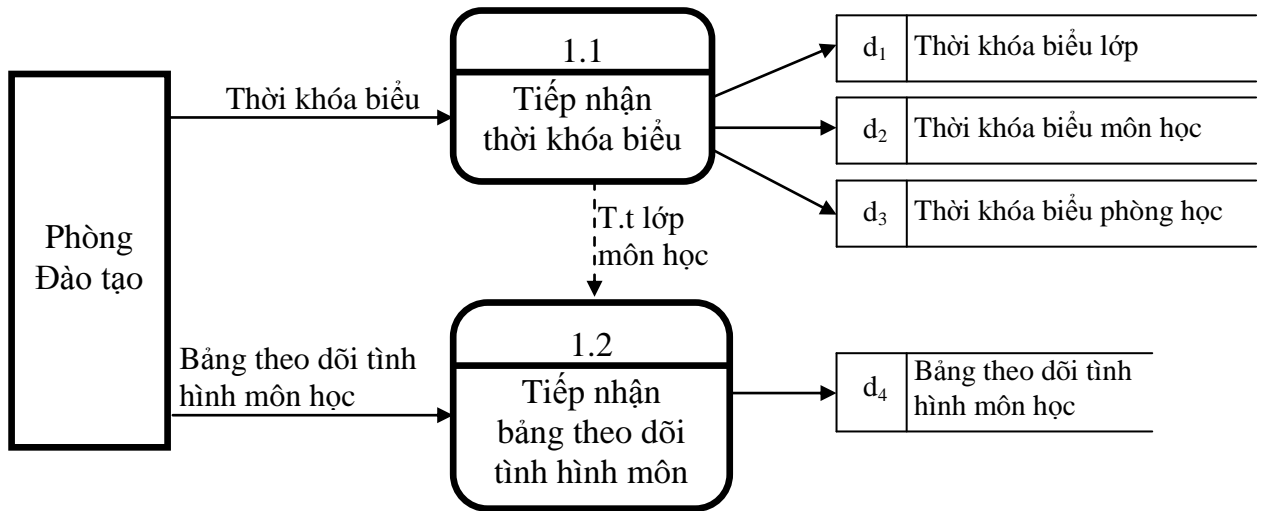 Phòng
Đào tạo
Thời khóa biểu
1.1
Tiếp nhận
thời khóa biểu
d₁ Thời khóa biểu lớp
d₂ Thời khóa biểu môn học
d₃ Thời khóa biểu phòng học
T.t lớp
môn học
Bảng theo dõi tình
hình môn học
1.2
Tiếp nhận
bảng theo dõi
tình hình môn
d₄ Bảng theo dõi tình
hình môn học